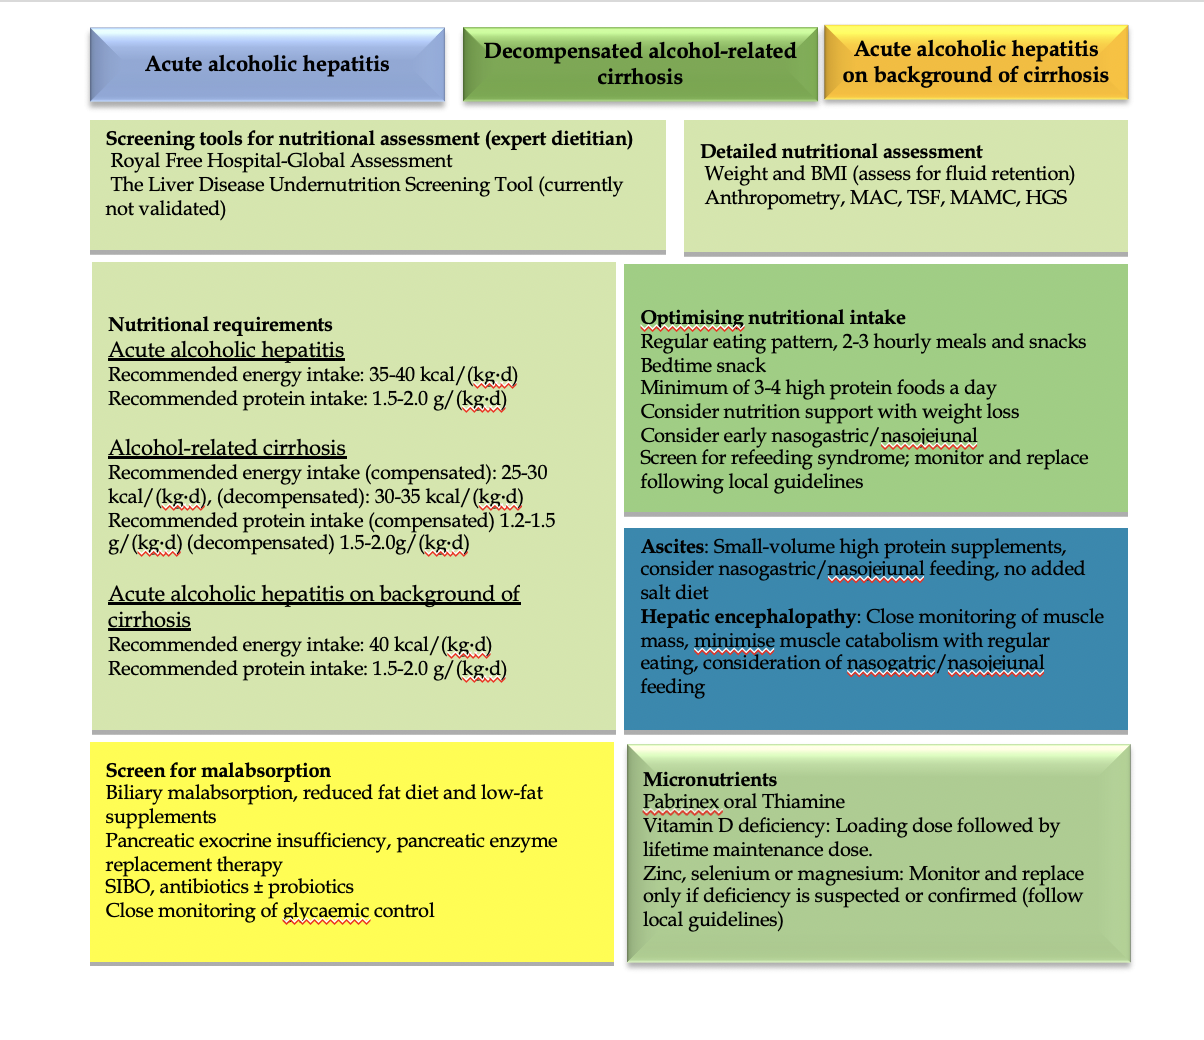 Acute alcoholic hepatitis
Decompensated alcohol-related
cirrhosis
Acute alcoholic hepatitis
on background of cirrhosis
Screening tools for nutritional assessment (expert dietitian)
Royal Free Hospital-Global Assessment
The Liver Disease Undernutrition Screening Tool (currently
not validated)
Detailed nutritional assessment
Weight and BMI (assess for fluid retention)
Anthropometry, MAC, TSF, MAMC, HGS
Nutritional requirements
Acute alcoholic hepatitis
Recommended energy intake: 35-40 kcal/(kg·d)
Recommended protein intake: 1.5-2.0 g/(kg·d)
Alcohol-related cirrhosis
Recommended energy intake (compensated): 25-30
kcal/(kg·d), (decompensated): 30-35 kcal/(kg·d)
Recommended protein intake (compensated) 1.2-1.5
g/(kg·d) (decompensated) 1.5-2.0g/(kg·d)
Acute alcoholic hepatitis on background of
cirrhosis
Recommended energy intake: 40 kcal/(kg·d)
Recommended protein intake: 1.5-2.0 g/(kg·d)
Optimising nutritional intake
Regular eating pattern, 2-3 hourly meals and snacks
Bedtime snack
Minimum of 3-4 high protein foods a day
Consider nutrition support with weight loss
Consider early nasogastric/nasojejunal
Screen for refeeding syndrome; monitor and replace
following local guidelines
Ascites: Small-volume high protein supplements,
consider nasogastric/nasojejunal feeding, no added
salt diet
Hepatic encephalopathy: Close monitoring of muscle
mass, minimise muscle catabolism with regular
eating, consideration of nasogatric/nasojejunal
feeding
Screen for malabsorption
Biliary malabsorption, reduced fat diet and low-fat
supplements
Pancreatic exocrine insufficiency, pancreatic enzyme
replacement therapy
SIBO, antibiotics ± probiotics
Close monitoring of glycaemic control
Micronutrients
Pabrinex oral Thiamine
Vitamin D deficiency: Loading dose followed by
lifetime maintenance dose.
Zinc, selenium or magnesium: Monitor and replace
only if deficiency is suspected or confirmed (follow
local guidelines)